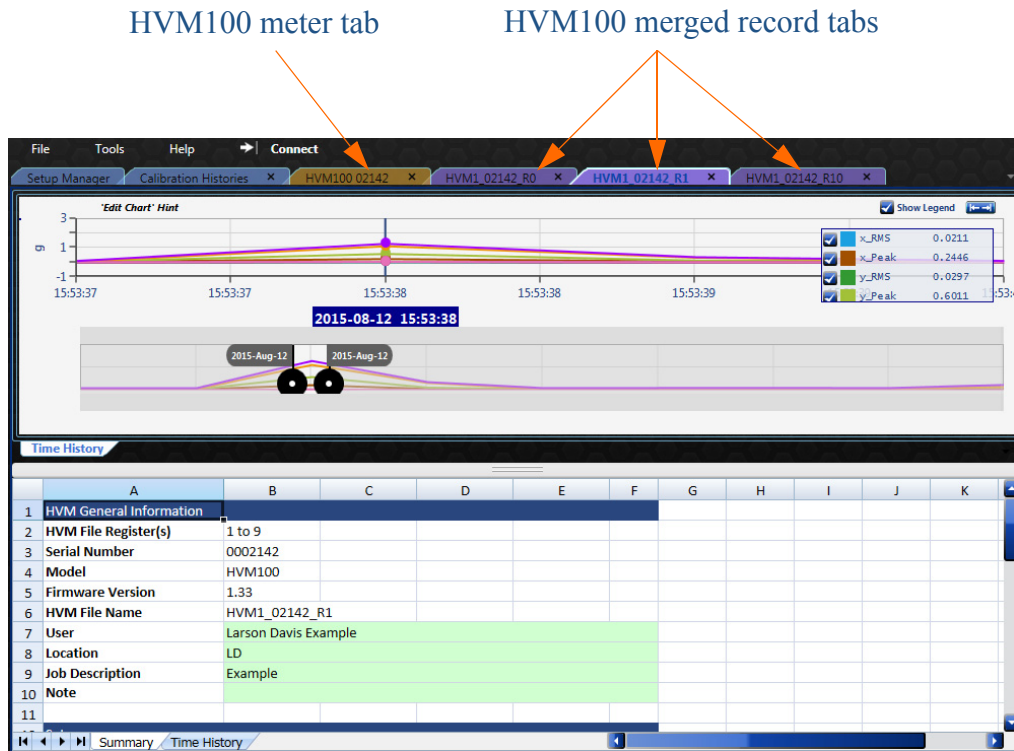 HVM100 meter tab HVM100 merged record tabs
File Tools Help Connect
Setup Manager Calibration Histories × HVM100 02142 × HVM1_02142_R0 × HVM1_02142_R1 × HVM1_02142_R10 ×
'Edit Chart' Hint Show Legend
3
g 1
-1
x_RMS 0.0211
x_Peak 0.2446
y_RMS 0.0297
y_Peak 0.6011
15:53:37 15:53:37 15:53:38 15:53:38 15:53:39
2015-08-12 15:53:38
2015-Aug-12 2015-Aug-12
Time History
A B C D E F G H I J K
1 HVM General Information
2 HVM File Register(s) 1 to 9
3 Serial Number 0002142
4 Model HVM100
5 Firmware Version 1.33
6 HVM File Name HVM1_02142_R1
7 User Larson Davis Example
8 Location LD
9 Job Description Example
10 Note
11
Summary Time History